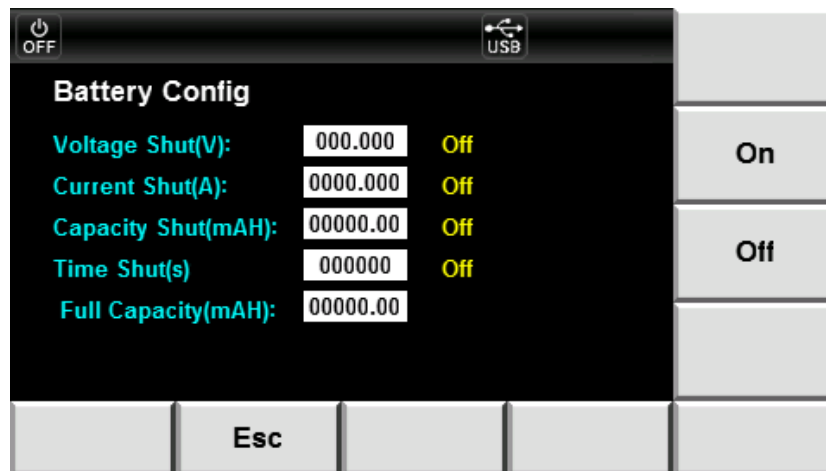 OFF USB
Battery Config
Voltage Shut(V): 000.000 Off
On
Current Shut(A): 0000.000 Off
Capacity Shut(mAH): 00000.00 Off
Off
Time Shut(s) 000000 Off
Full Capacity(mAH): 00000.00
Esc